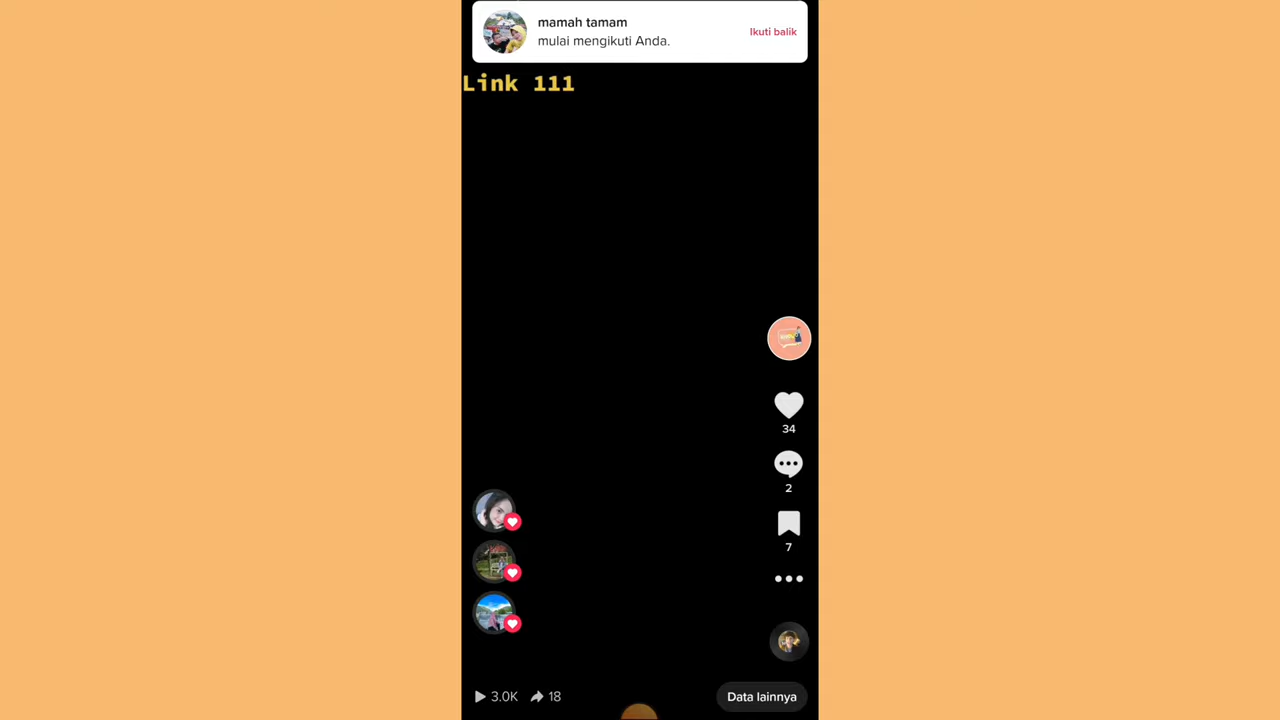 mamah tamam
mulai mengikuti Anda.
Ikuti balik
Link 111
34
2
7
3.0K
18
Data lainnya